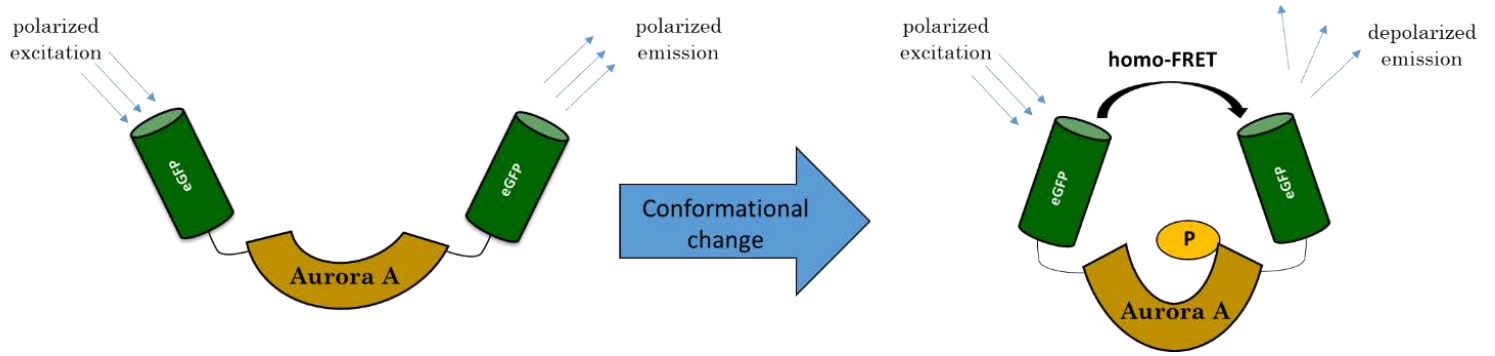 polarized
excitation
eGFP
Aurora A
eGFP
polarized
emission
Conformational
change
polarized
excitation
homo-FRET
depolarized
emission
eGFP
P
eGFP
Aurora A